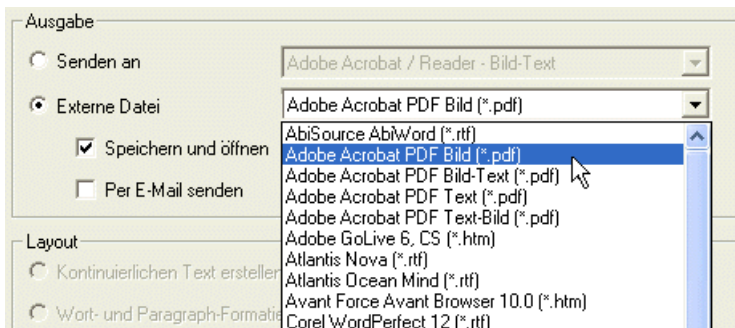 Ausgabe
Senden an
Adobe Acrobat / Reader - Bild-Text
Externe Datei
Adobe Acrobat PDF Bild (*.pdf)
Speichern und öffnen
Per E-Mail senden
AbiSource AbiWord (*.rtf)
Adobe Acrobat PDF Bild (*.pdf)
Adobe Acrobat PDF Bild-Text (*.pdf)
Adobe Acrobat PDF Text (*.pdf)
Adobe Acrobat PDF Text-Bild (*.pdf)
Adobe GoLive 6, CS (*.htm)
Atlantis Nova (*.rtf)
Atlantis Ocean Mind (*.rtf)
Avant Force Avant Browser 10.0 (*.htm)
Corel WordPerfect 12 (*.rtf)
Layout
Kontinuierlichen Text erstellen
Wort- und Paragraph-Formatie